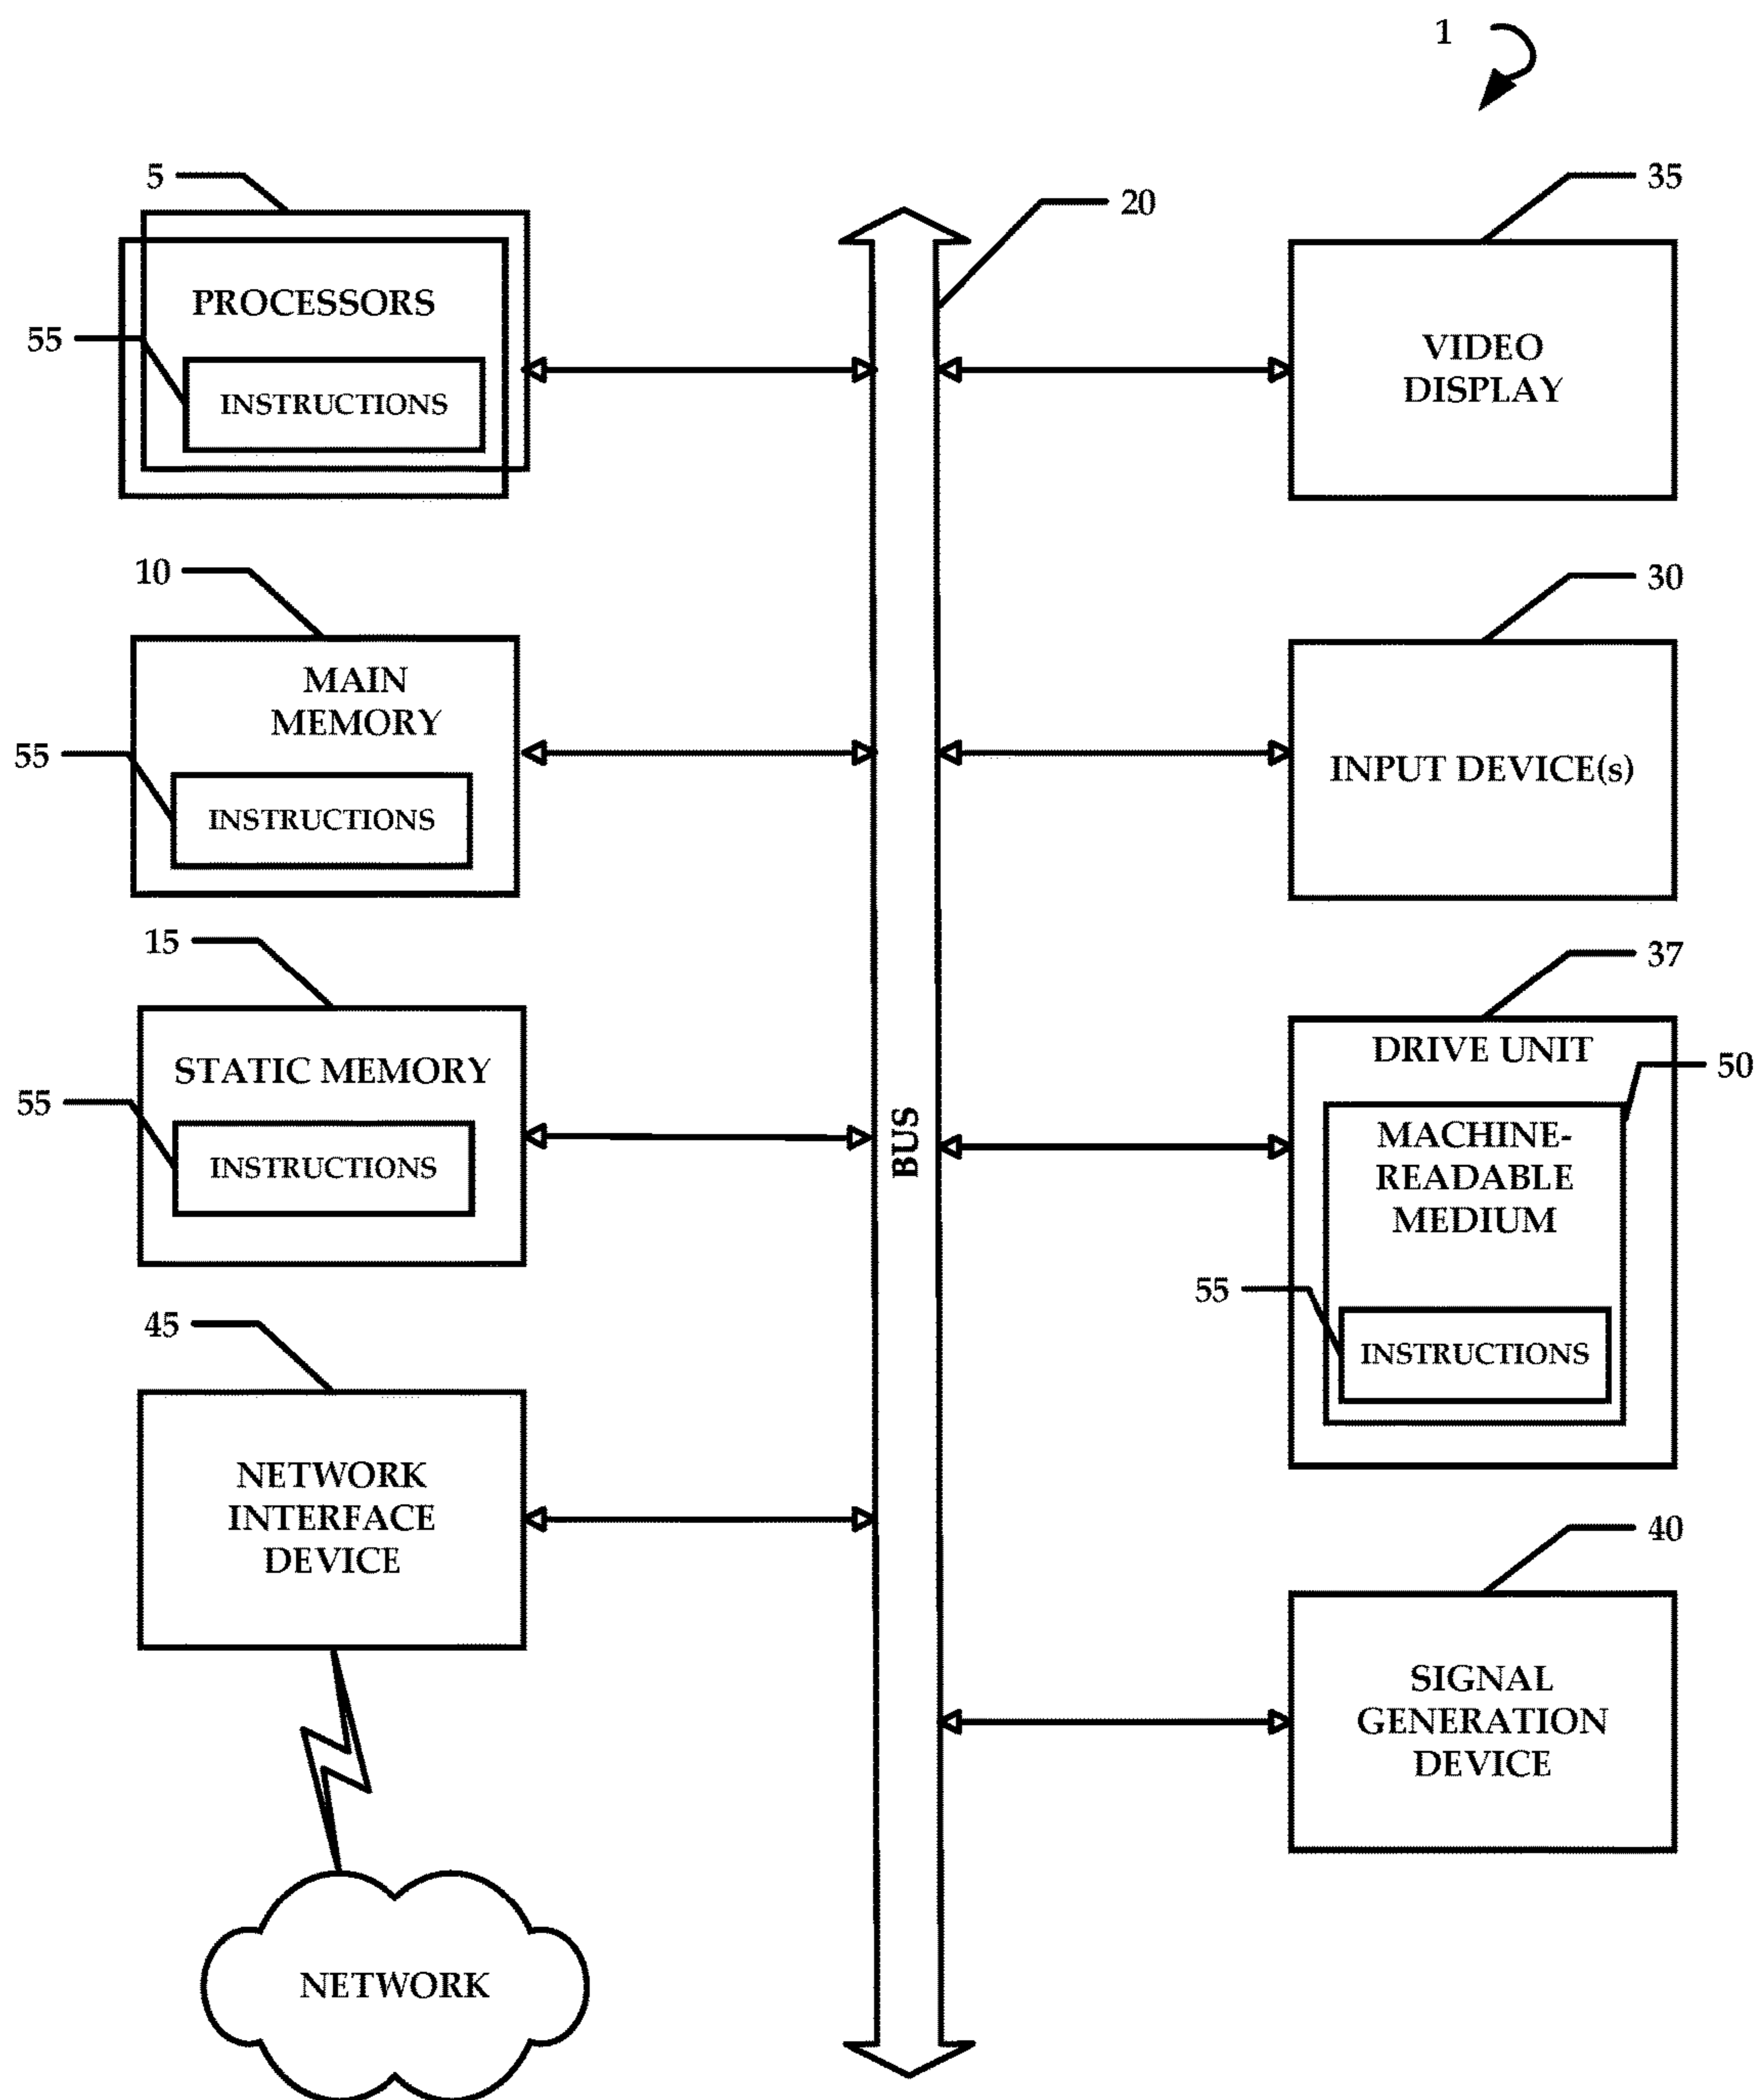 1
5
PROCESSORS
55
INSTRUCTIONS
20
35
VIDEO
DISPLAY
10
MAIN
MEMORY
55
INSTRUCTIONS
30
INPUT DEVICE(s)
15
STATIC MEMORY
55
INSTRUCTIONS
BUS
37
DRIVE UNIT
50
MACHINE-
READABLE
MEDIUM
55
INSTRUCTIONS
45
NETWORK
INTERFACE
DEVICE
40
SIGNAL
GENERATION
DEVICE
NETWORK